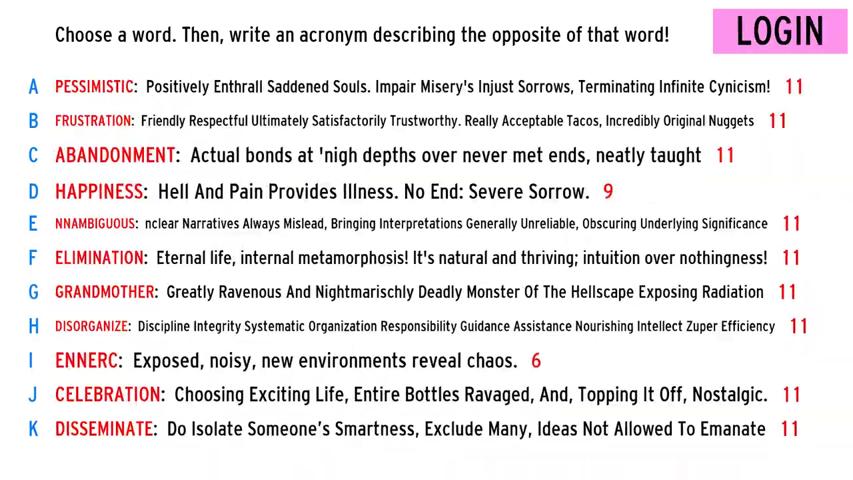 Choose a word. Then, write an acronym describing the opposite of that word!
LOGIN
A PESSIMISTIC: Positively Enthrall Saddened Souls. Impair Misery's Injust Sorrows, Terminating Infinite Cynicism! 11
B FRUSTRATION: Friendly Respectful Ultimately Satisfactorily Trustworthy. Really Acceptable Tacos, Incredibly Original Nuggets 11
C ABANDONMENT: Actual bonds at 'nigh depths over never met ends, neatly taught 11
D HAPPINESS: Hell And Pain Provides Illness. No End: Severe Sorrow. 9
E NNAMBIGUOUS: nclear Narratives Always Mislead, Bringing Interpretations Generally Unreliable, Obscuring Underlying Significance 11
F ELIMINATION: Eternal life, internal metamorphosis! It's natural and thriving; intuition over nothingness! 11
G GRANDMOTHER: Greatly Ravenous And Nightmarischly Deadly Monster Of The Hellscape Exposing Radiation 11
H DISORGANIZE: Discipline Integrity Systematic Organization Responsibility Guidance Assistance Nourishing Intellect Zuper Efficiency 11
I ENNERC: Exposed, noisy, new environments reveal chaos. 6
J CELEBRATION: Choosing Exciting Life, Entire Bottles Ravaged, And, Topping It Off, Nostalgic. 11
K DISSEMINATE: Do Isolate Someone's Smartness, Exclude Many, Ideas Not Allowed To Emanate 11